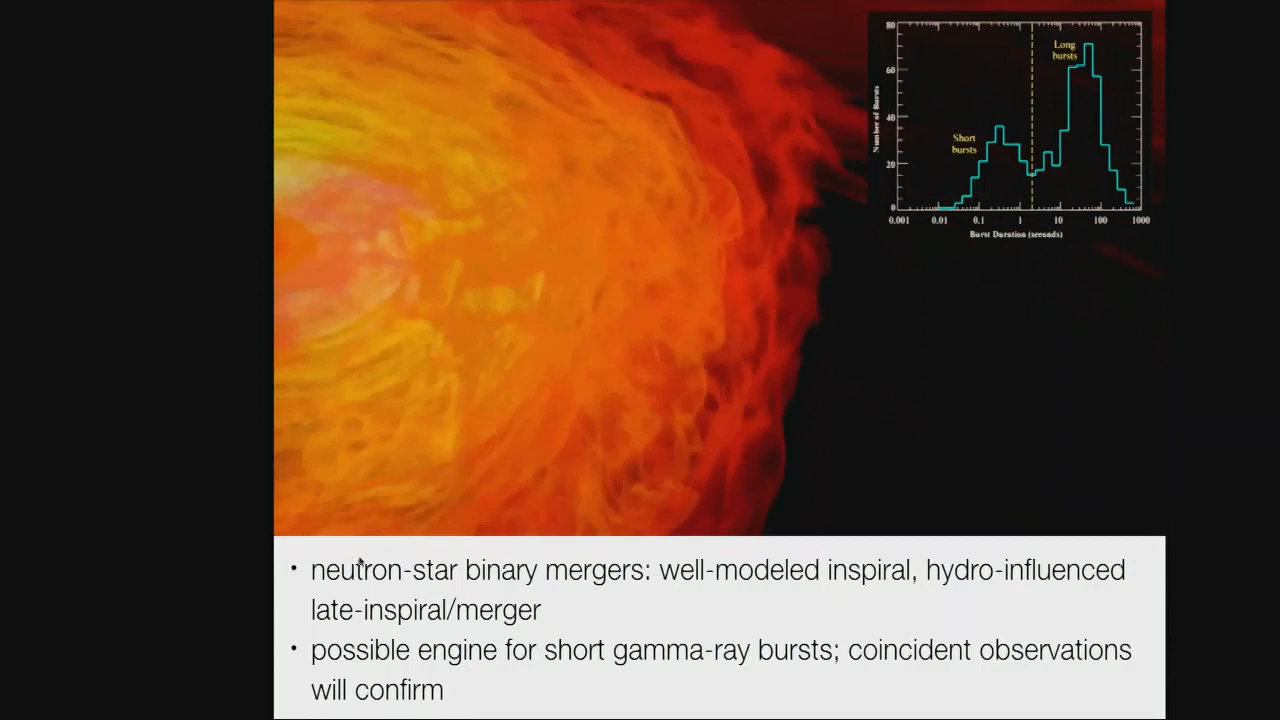 80
60
40
20
0
Number of Bursts
Short
bursts
Long
bursts
0.001 0.01 0.1 1 10 100 1000
Burst Duration (seconds)
• neutron-star binary mergers: well-modeled inspiral, hydro-influenced
late-inspiral/merger
• possible engine for short gamma-ray bursts; coincident observations
will confirm